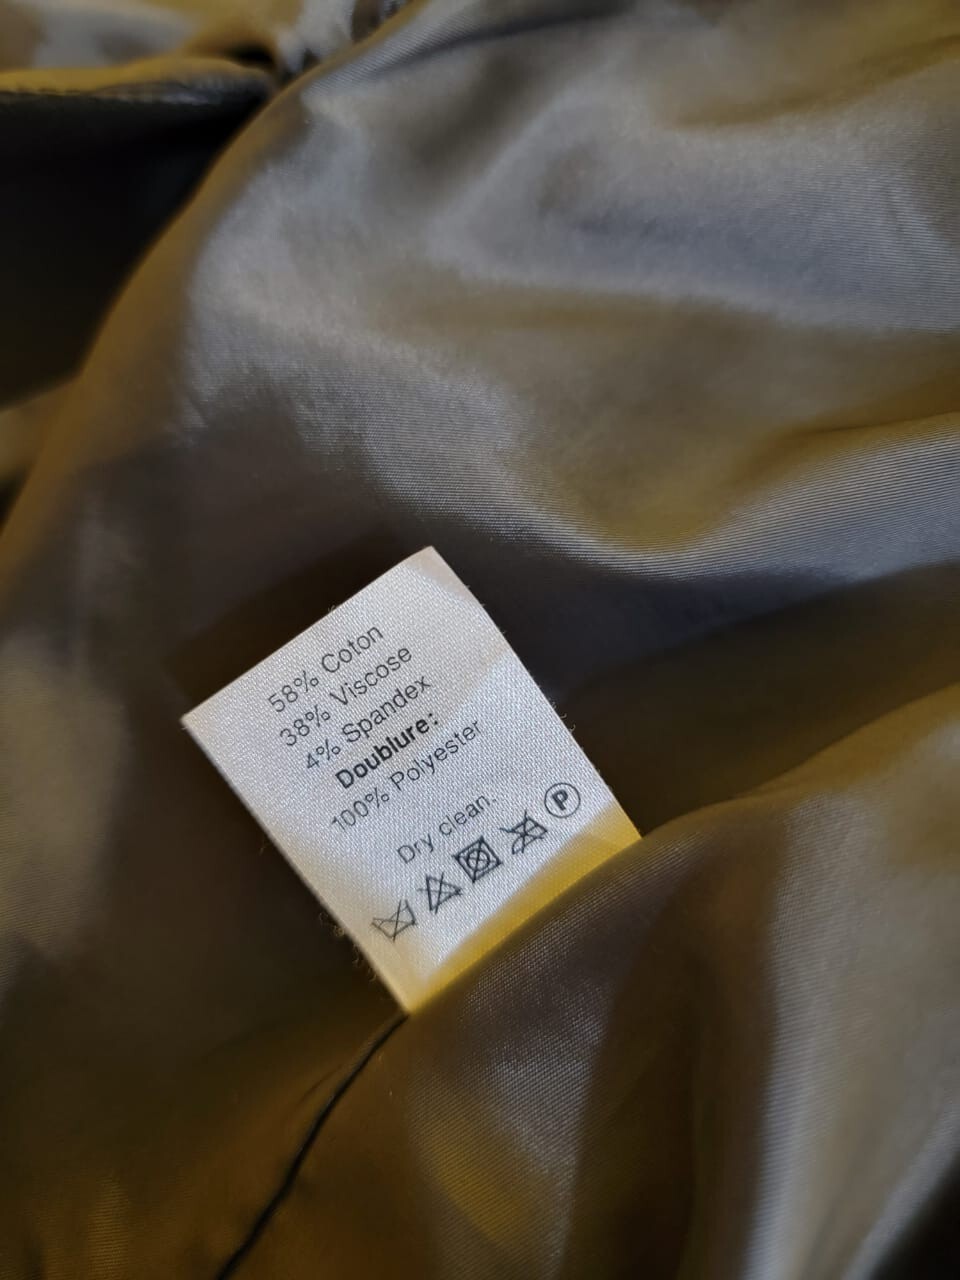 58% Coton
38% Viscose
4% Spandex
Doublure:
100% Polyester
Dry clean.
P